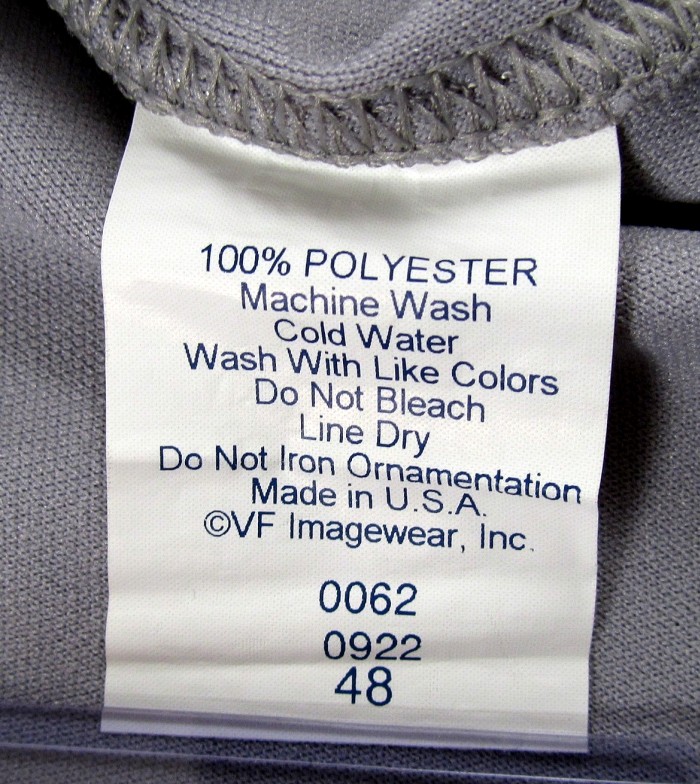 100% POLYESTER
Machine Wash
Cold Water
Wash With Like Colors
Do Not Bleach
Line Dry
Do Not Iron Ornamentation
Made in U.S.A.
©VF Imagewear, Inc.
0062
0922
48